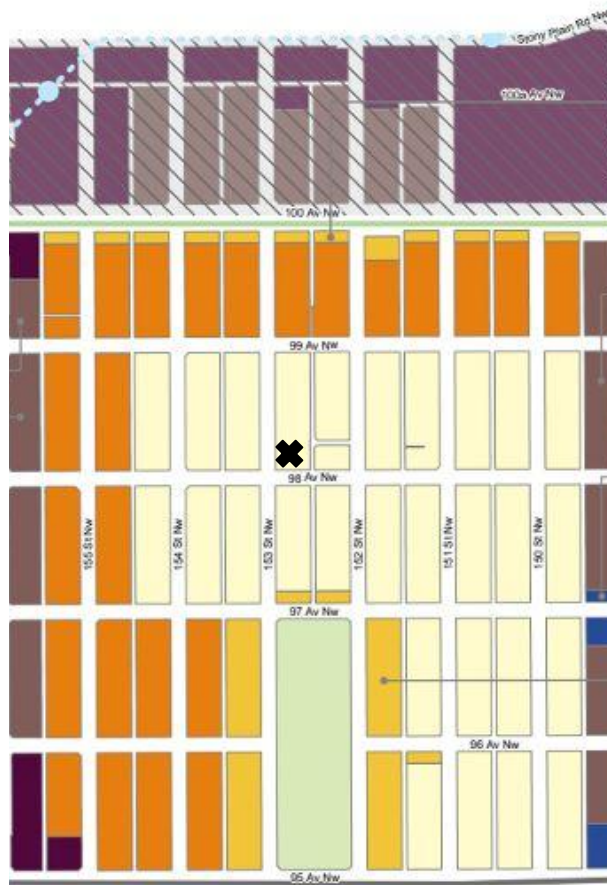 Stony Plain Rd Nw
100a Av Nw
100 Av Nw
99 Av Nw
98 Av Nw
155 St Nw
154 St Nw
153 St Nw
152 St Nw
151 St Nw
150 St Nw
97 Av Nw
96 Av Nw
95 Av Nw